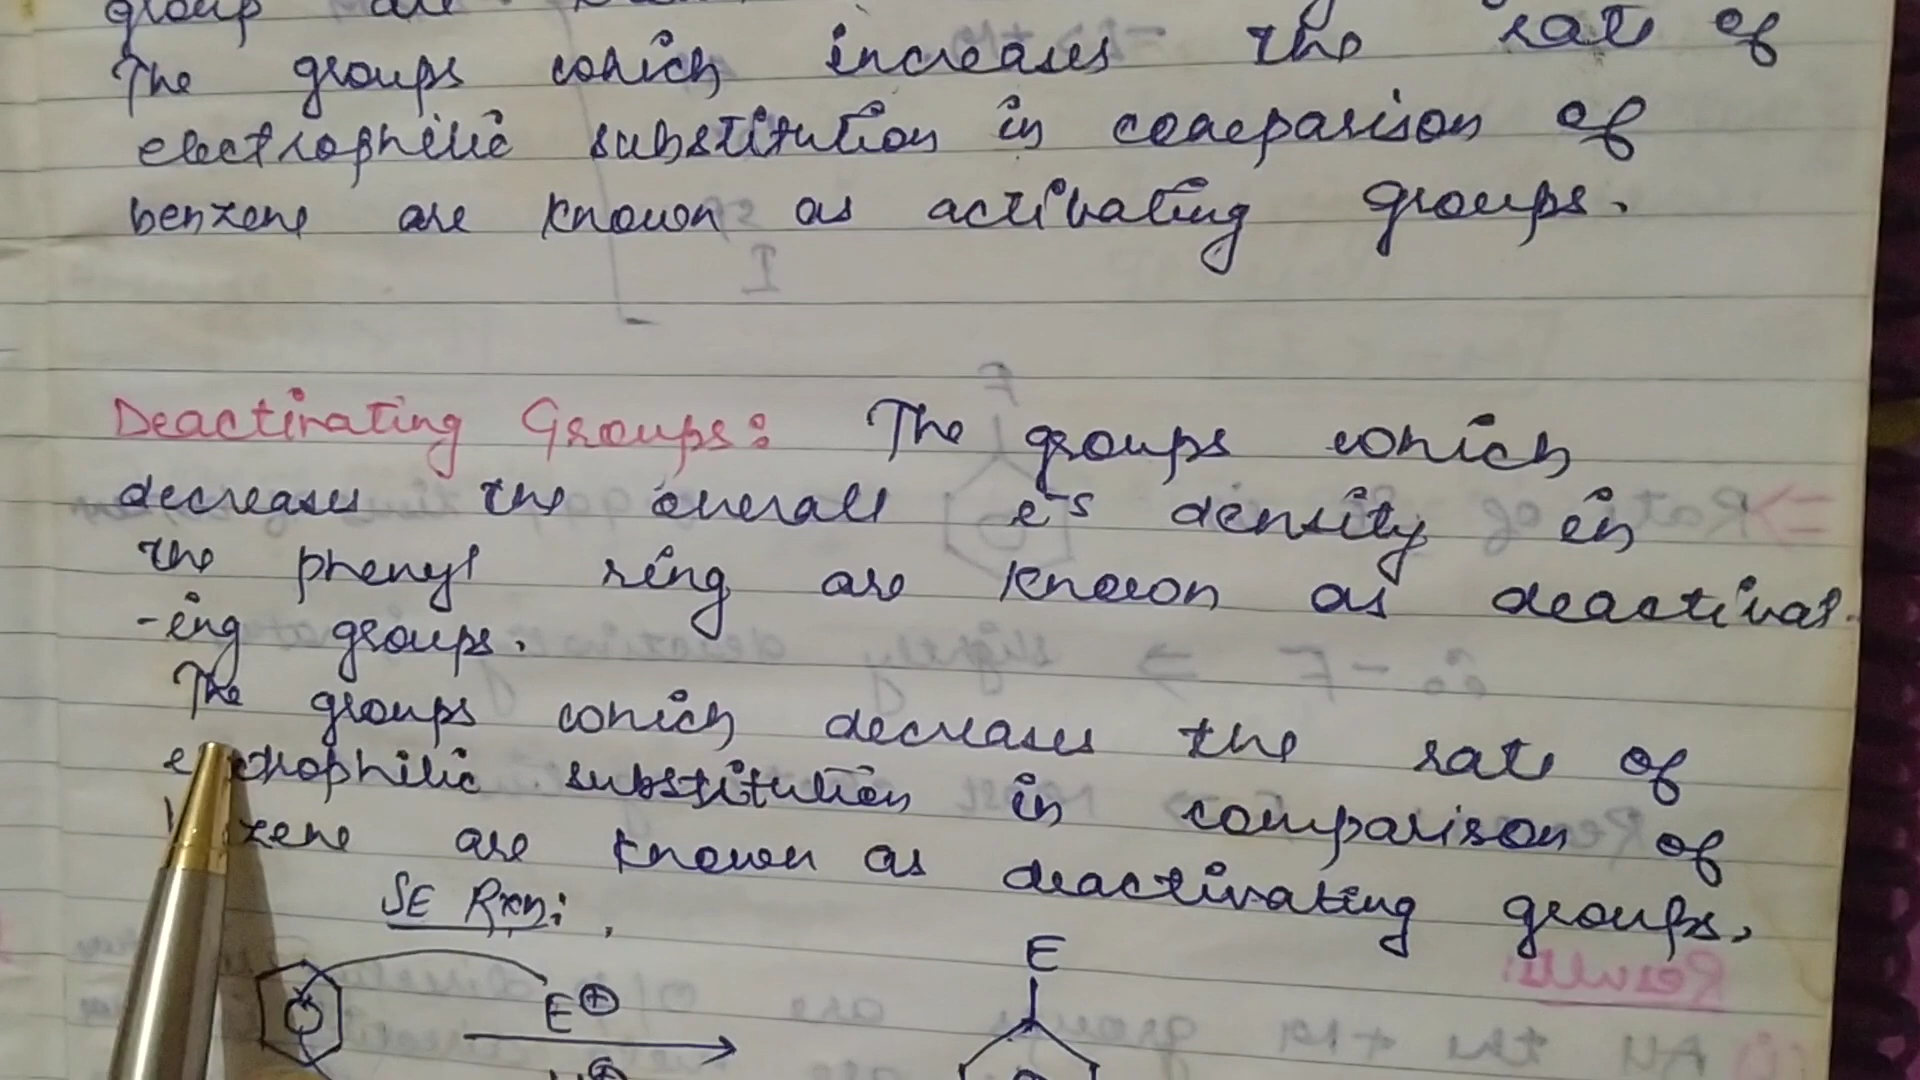 group are
The groups which increases the rate of
electrophilic substitution in comparison of
benzene are known as activating groups.
Deactivating Groups: The groups which
decreases the overall e⁻s density in
the phenyl ring are known as deactivat-
-ing groups.
The groups which decreases the rate of
substitution in comparison of
are known as deactivating groups.
SE Rxn:
E
E⊕